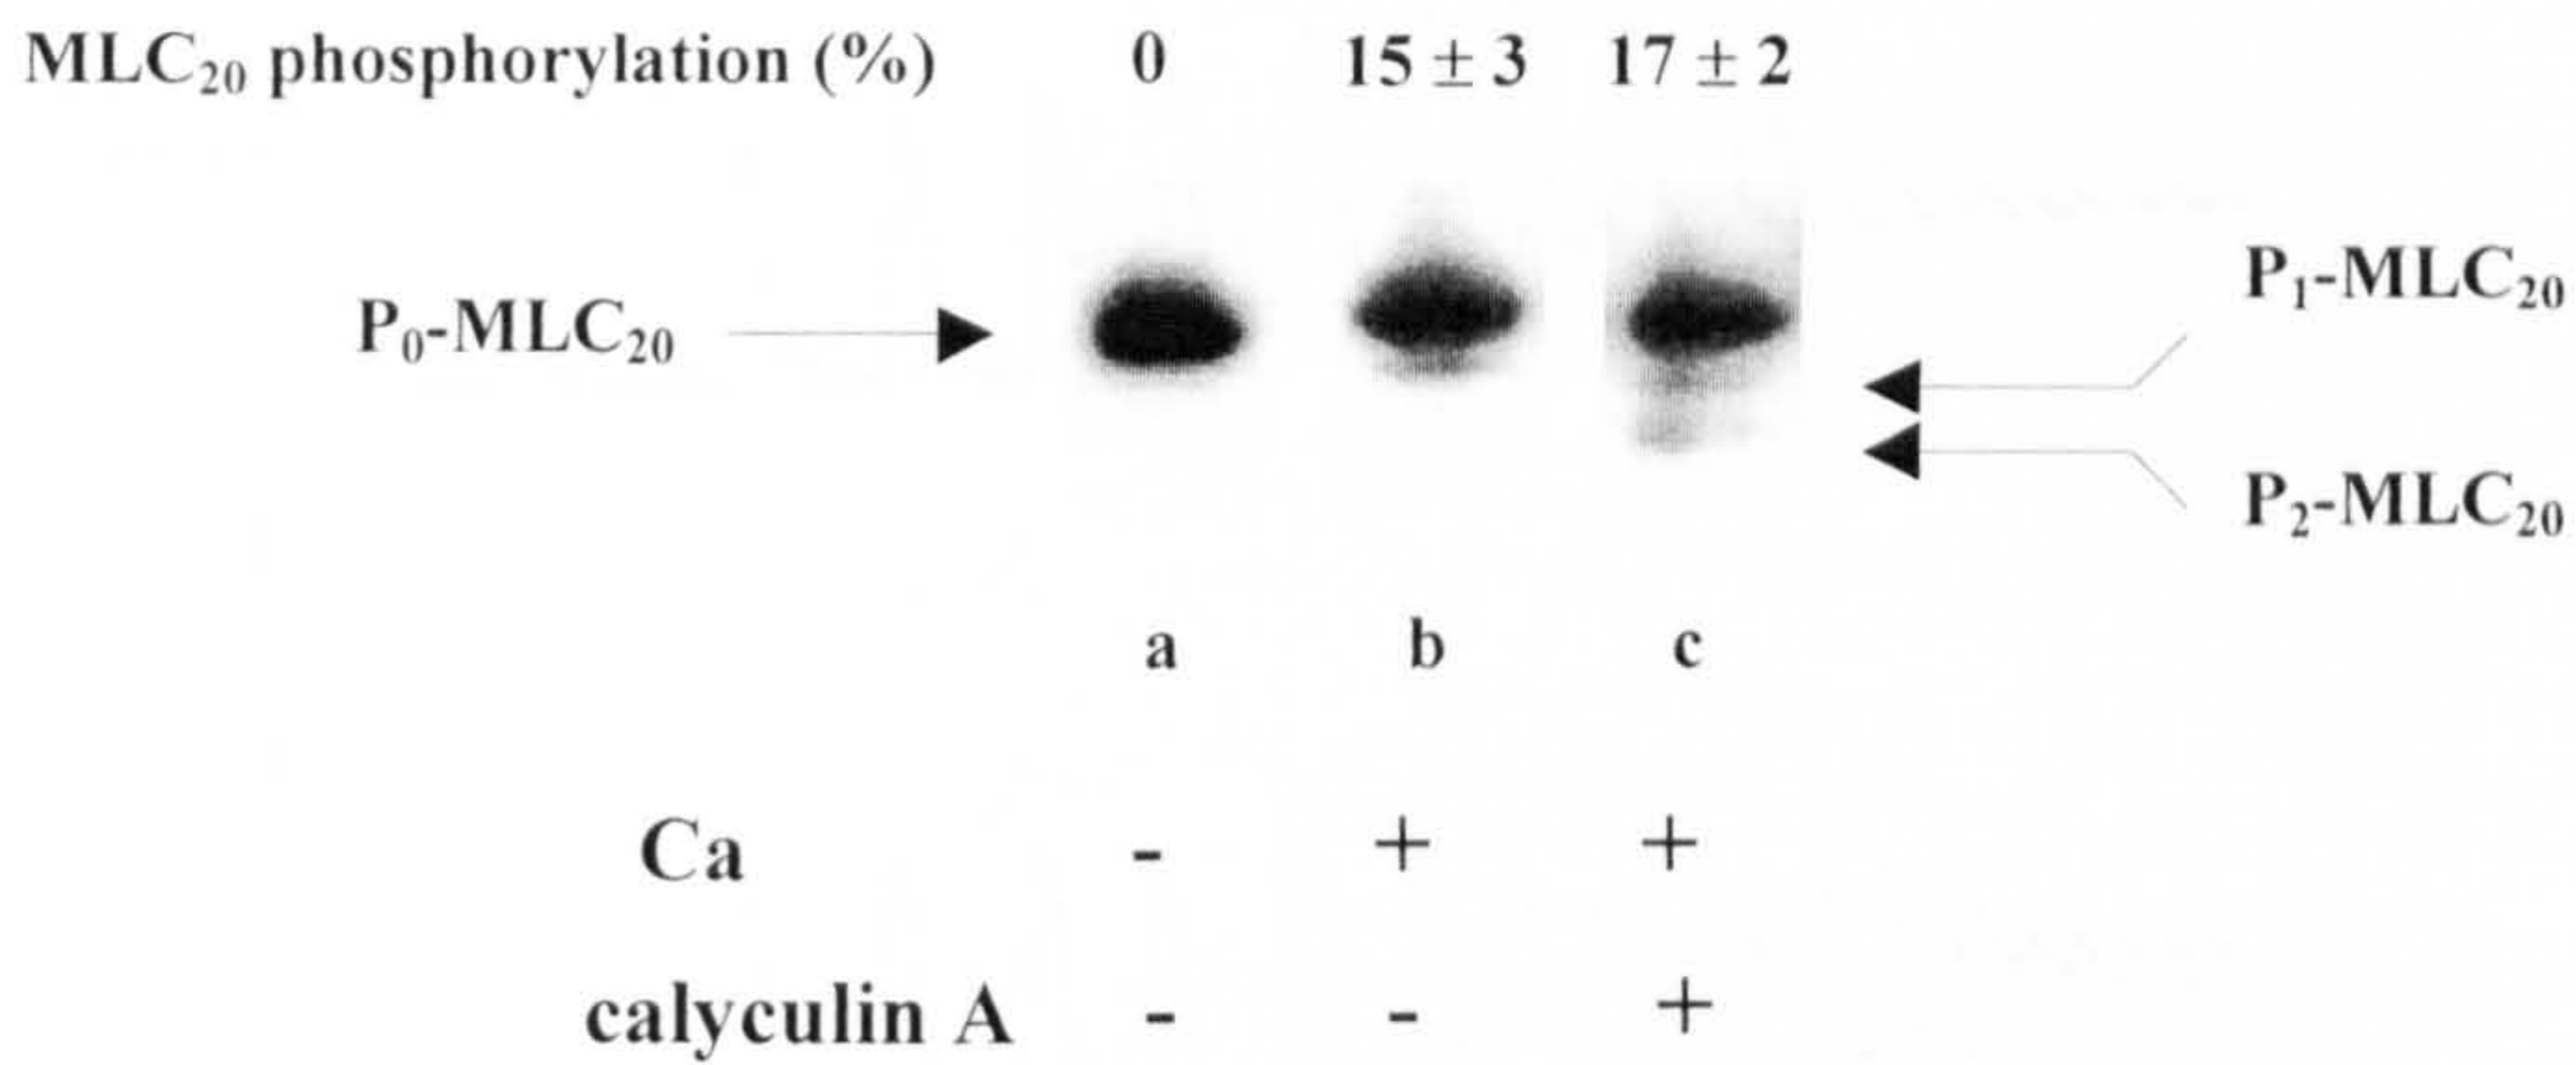 MLC₂₀ phosphorylation (%) 0 15 ± 3 17 ± 2
P₁-MLC₂₀
P₀-MLC₂₀
P₂-MLC₂₀
a b c
Ca - + +
calyculin A - - +